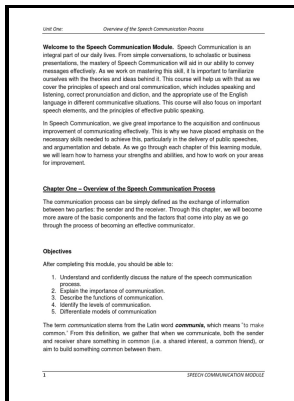 Unit One: Overview of the Speech Communication Process
Welcome to the Speech Communication Module. Speech Communication is an
integral part of our daily lives. From simple conversations, to scholastic or business
presentations, the mastery of Speech Communication will aid in our ability to convey
messages effectively. As we work on mastering this skill, it is important to familiarize
ourselves with the theories and ideas behind it. This course will help us with that as we
cover the principles of speech and oral communication, which includes speaking and
listening, correct pronunciation and diction, and the appropriate use of the English
language in different communicative situations. This course will also focus on important
speech elements, and the principles of effective public speaking.
In Speech Communication, we give great importance to the acquisition and continuous
improvement of communicating effectively. This is why we have placed emphasis on the
necessary skills needed to achieve this, particularly in the delivery of public speeches,
and argumentation and debate. As we go through each chapter of this learning module,
we will learn how to harness your strengths and abilities, and how to work on your areas
for improvement.
Chapter One – Overview of the Speech Communication Process
The communication process can be simply defined as the exchange of information
between two parties: the sender and the receiver. Through this chapter, we will become
more aware of the basic components and the factors that come into play as we go
through the process of becoming an effective communicator.
Objectives
After completing this module, you should be able to:
1. Understand and confidently discuss the nature of the speech communication
process.
2. Explain the importance of communication.
3. Describe the functions of communication.
4. Identify the levels of communication.
5. Differentiate models of communication
The term communication stems from the Latin word communis, which means "to make
common." From this definition, we gather that when we communicate, both the sender
and receiver share something in common (i.e. a shared interest, a common friend), or
aim to build something common between them.
1 SPEECH COMMUNICATION MODULE